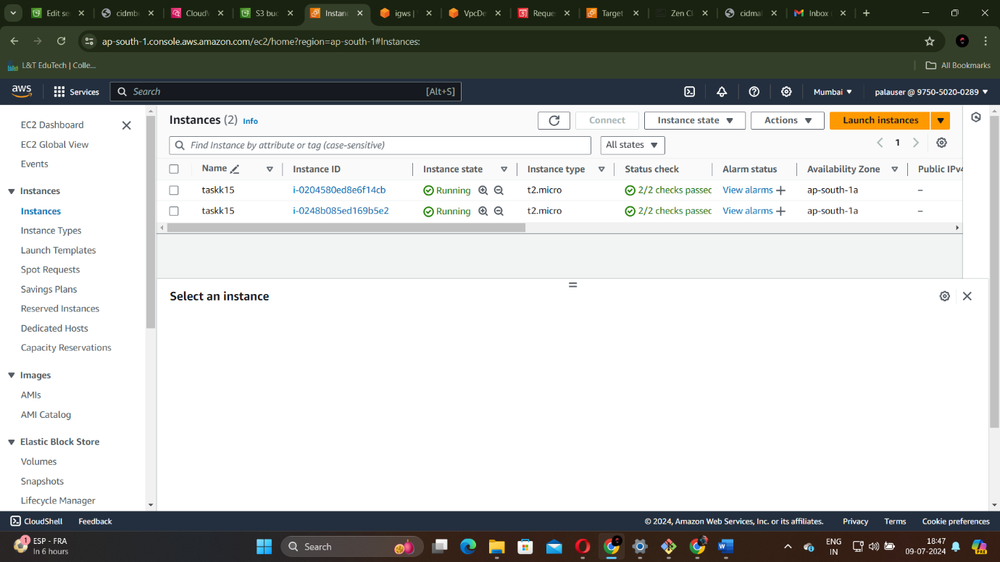 Edit se
cidmb
CloudW
S3 buc
Instanc
igws |
VpcDe
Reque
Target
Zen Cl
cidmal
Inbox
ap-south-1.console.aws.amazon.com/ec2/home?region=ap-south-1#Instances:
L&T EduTech | Colle...
All Bookmarks
aws
Services
Search
[Alt+S]
Mumbai
palauser @ 9750-5020-0289
EC2 Dashboard
EC2 Global View
Events
Instances
Instances
Instance Types
Launch Templates
Spot Requests
Savings Plans
Reserved Instances
Dedicated Hosts
Capacity Reservations
Images
AMIs
AMI Catalog
Elastic Block Store
Volumes
Snapshots
Lifecycle Manager
Instances (2) Info
Connect
Instance state
Actions
Launch instances
Find Instance by attribute or tag (case-sensitive)
All states
1
Name Instance ID Instance state Instance type Status check Alarm status Availability Zone Public IPv4
taskk15 i-0204580ed8e6f14cb Running t2.micro 2/2 checks passed View alarms + ap-south-1a –
taskk15 i-0248b085ed169b5e2 Running t2.micro 2/2 checks passed View alarms + ap-south-1a –
Select an instance
CloudShell
Feedback
© 2024, Amazon Web Services, Inc. or its affiliates.
Privacy
Terms
Cookie preferences
1
ESP - FRA
In 6 hours
Search
ENG
IN
18:47
09-07-2024
PRE